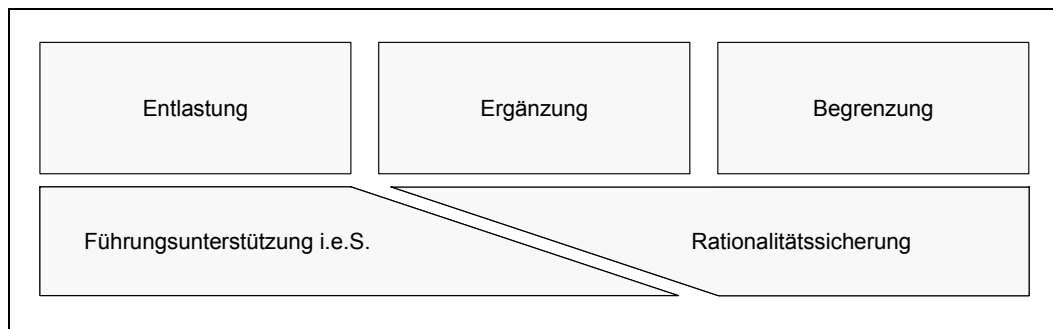 Entlastung
Ergänzung
Begrenzung
Führungsunterstützung i.e.S.
Rationalitätssicherung